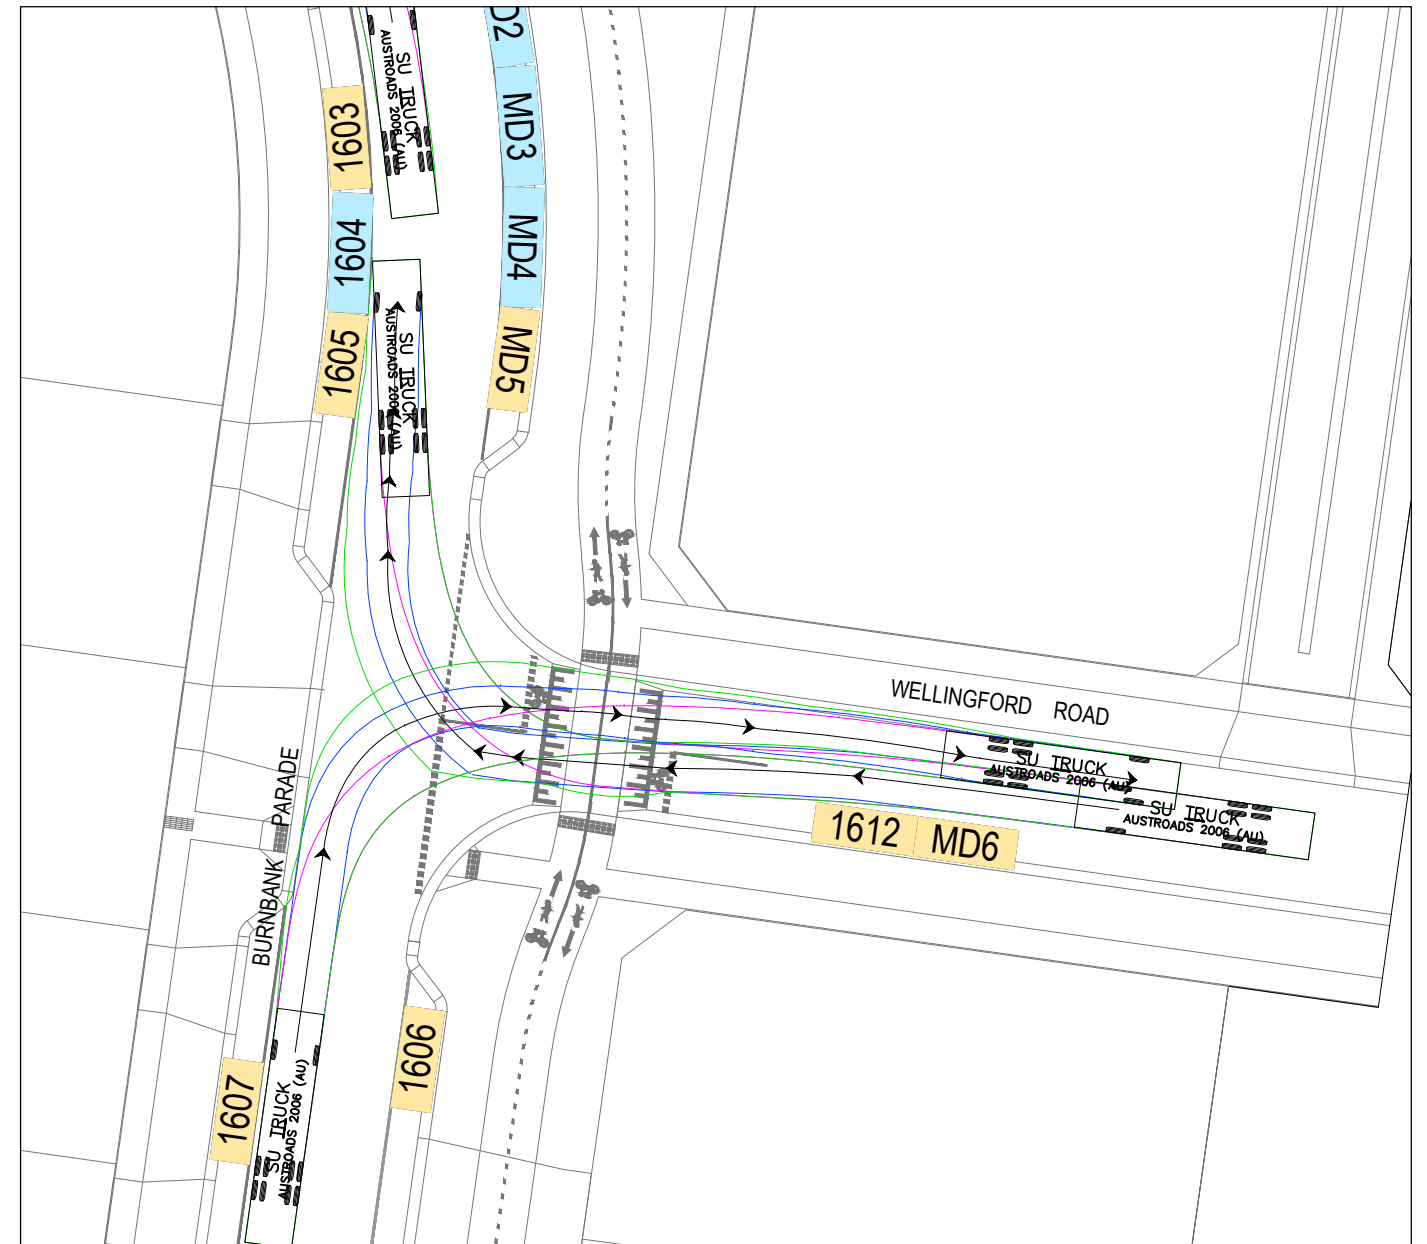 D2
SU TRUCK
AUSTROADS 2006 (AU)
1603
MD3
1604
MD4
1605
SU TRUCK
AUSTROADS 2006 (AU)
MD5
WELLINGFORD ROAD
SU TRUCK
AUSTROADS 2006 (AU)
SU TRUCK
AUSTROADS 2006 (AU)
1612
MD6
BURNBANK PARADE
1606
1607
SU TRUCK
AUSTROADS 2006 (AU)